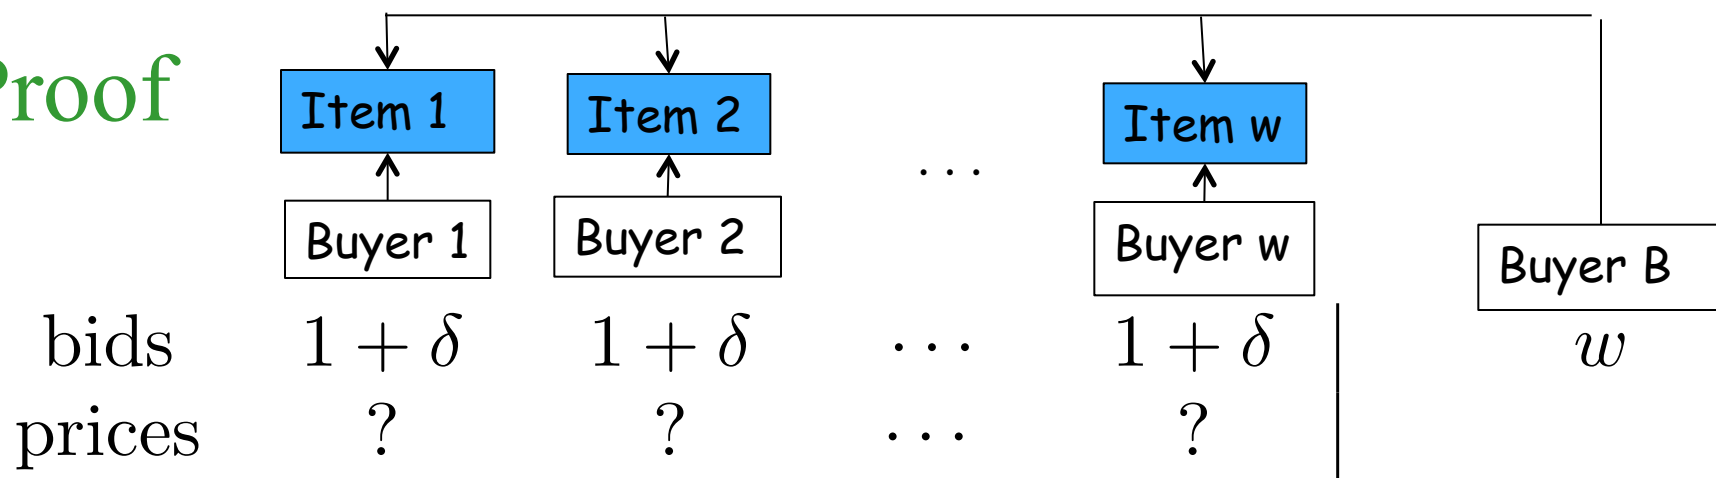 Proof
Item 1 Item 2 ... Item w
Buyer 1 Buyer 2 Buyer w Buyer B
bids 1 + δ 1 + δ ... 1 + δ w
prices ? ? ... ?